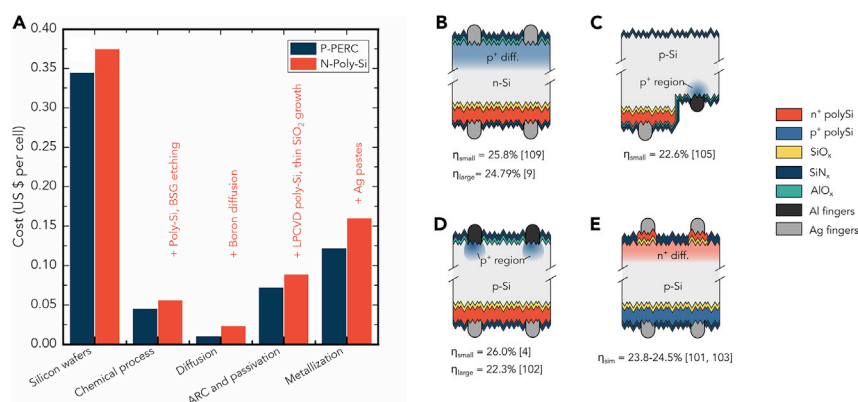 A
Cost (US $ per cell)
0.40
0.35
0.30
0.25
0.20
0.15
0.10
0.05
0.00
P-PERC
N-Poly-Si
+ Poly-Si, BSG etching
+ Boron diffusion
+ LPCVD poly-Si, thin SiO2 growth
+ Ag pastes
Silicon wafers
Chemical process
Diffusion
ARC and passivation
Metallization
B
p+ diff.
n-Si
ηsmall = 25.8% [109]
ηlarge = 24.79% [9]
C
p-Si
p+ region
ηsmall = 22.6% [105]
D
p+ region
p-Si
ηsmall = 26.0% [4]
ηlarge = 22.3% [102]
E
n+ diff.
p-Si
ηsim = 23.8-24.5% [101, 103]
n+ polySi
p+ polySi
SiOx
SiNx
AlOx
Al fingers
Ag fingers